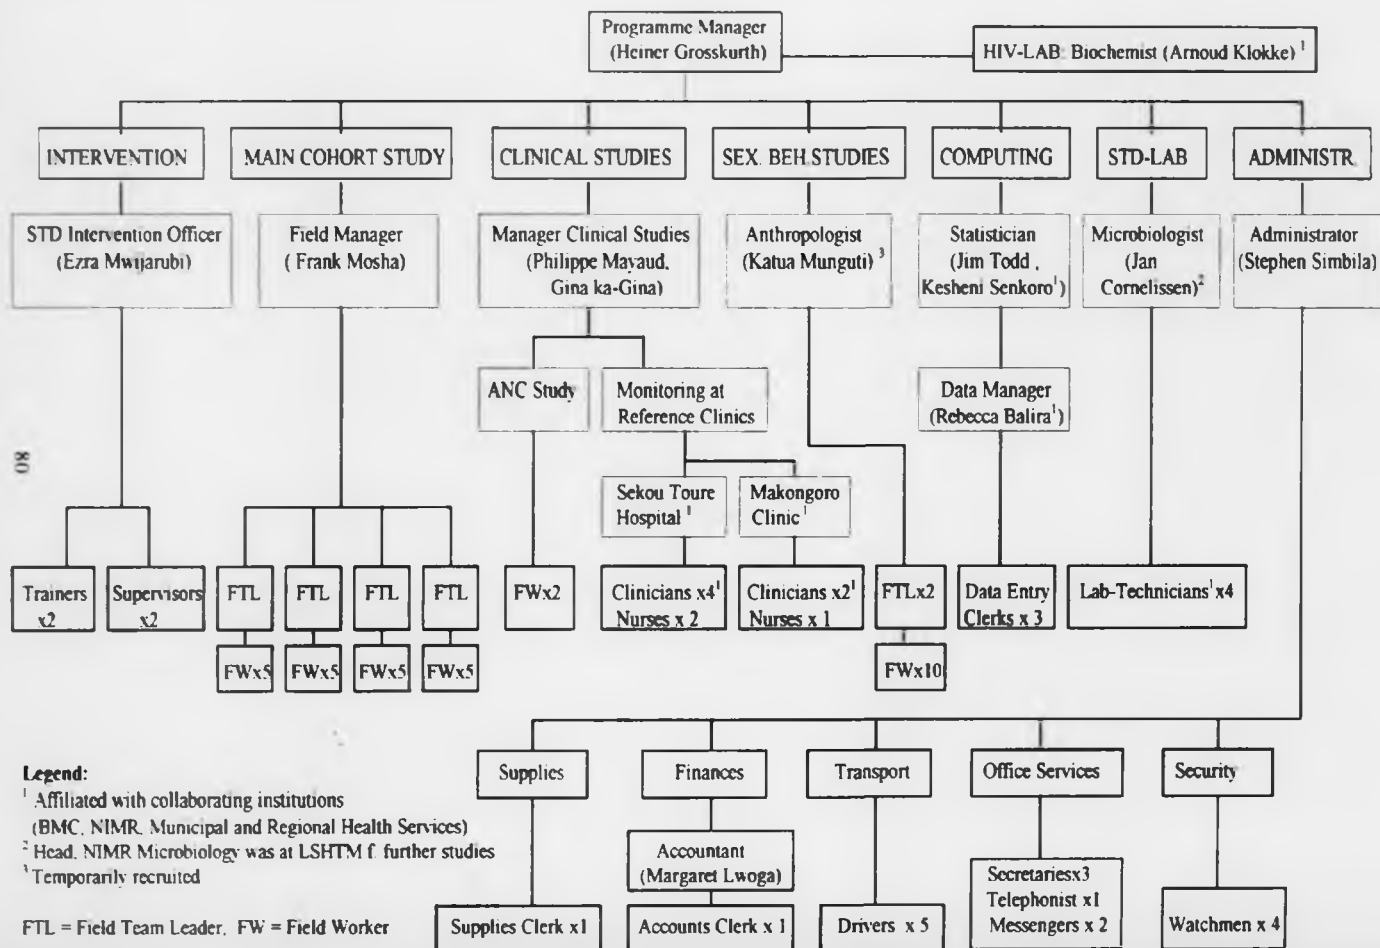 Programme Manager
(Heiner Grosskurth)
HIV-LAB: Biochemist (Arnoud Klokke) ¹
INTERVENTION
MAIN COHORT STUDY
CLINICAL STUDIES
SEX. BEH.STUDIES
COMPUTING
STD-LAB
ADMINISTR.
STD Intervention Officer
(Ezra Mwijarubi)
Field Manager
( Frank Mosha)
Manager Clinical Studies
(Philippe Mayaud,
Gina ka-Gina)
Anthropologist
(Katua Munguti) ³
Statistician
(Jim Todd ,
Kesheni Senkoro¹)
Microbiologist
(Jan
Cornelissen)²
Administrator
(Stephen Simbila)
ANC Study
Monitoring at
Reference Clinics
Data Manager
(Rebecca Balira¹)
80
Sekou Toure
Hospital ¹
Makongoro
Clinic ¹
Trainers
x2
Supervisors
x2
FTL
FTL
FTL
FTL
FWx2
Clinicians x4¹
Nurses x 2
Clinicians x2¹
Nurses x 1
FTLx2
Data Entry
Clerks x 3
Lab-Technicians¹ x4
FWx5
FWx5
FWx5
FWx5
FWx10
Supplies
Finances
Transport
Office Services
Security
Accountant
(Margaret Lwoga)
Supplies Clerk x1
Accounts Clerk x 1
Drivers x 5
Secretariesx3
Telephonist x1
Messengers x 2
Watchmen x 4
Legend:
¹ Affiliated with collaborating institutions
(BMC, NIMR, Municipal and Regional Health Services)
² Head, NIMR Microbiology was at LSHTM f. further studies
³ Temporarily recruited
FTL = Field Team Leader, FW = Field Worker